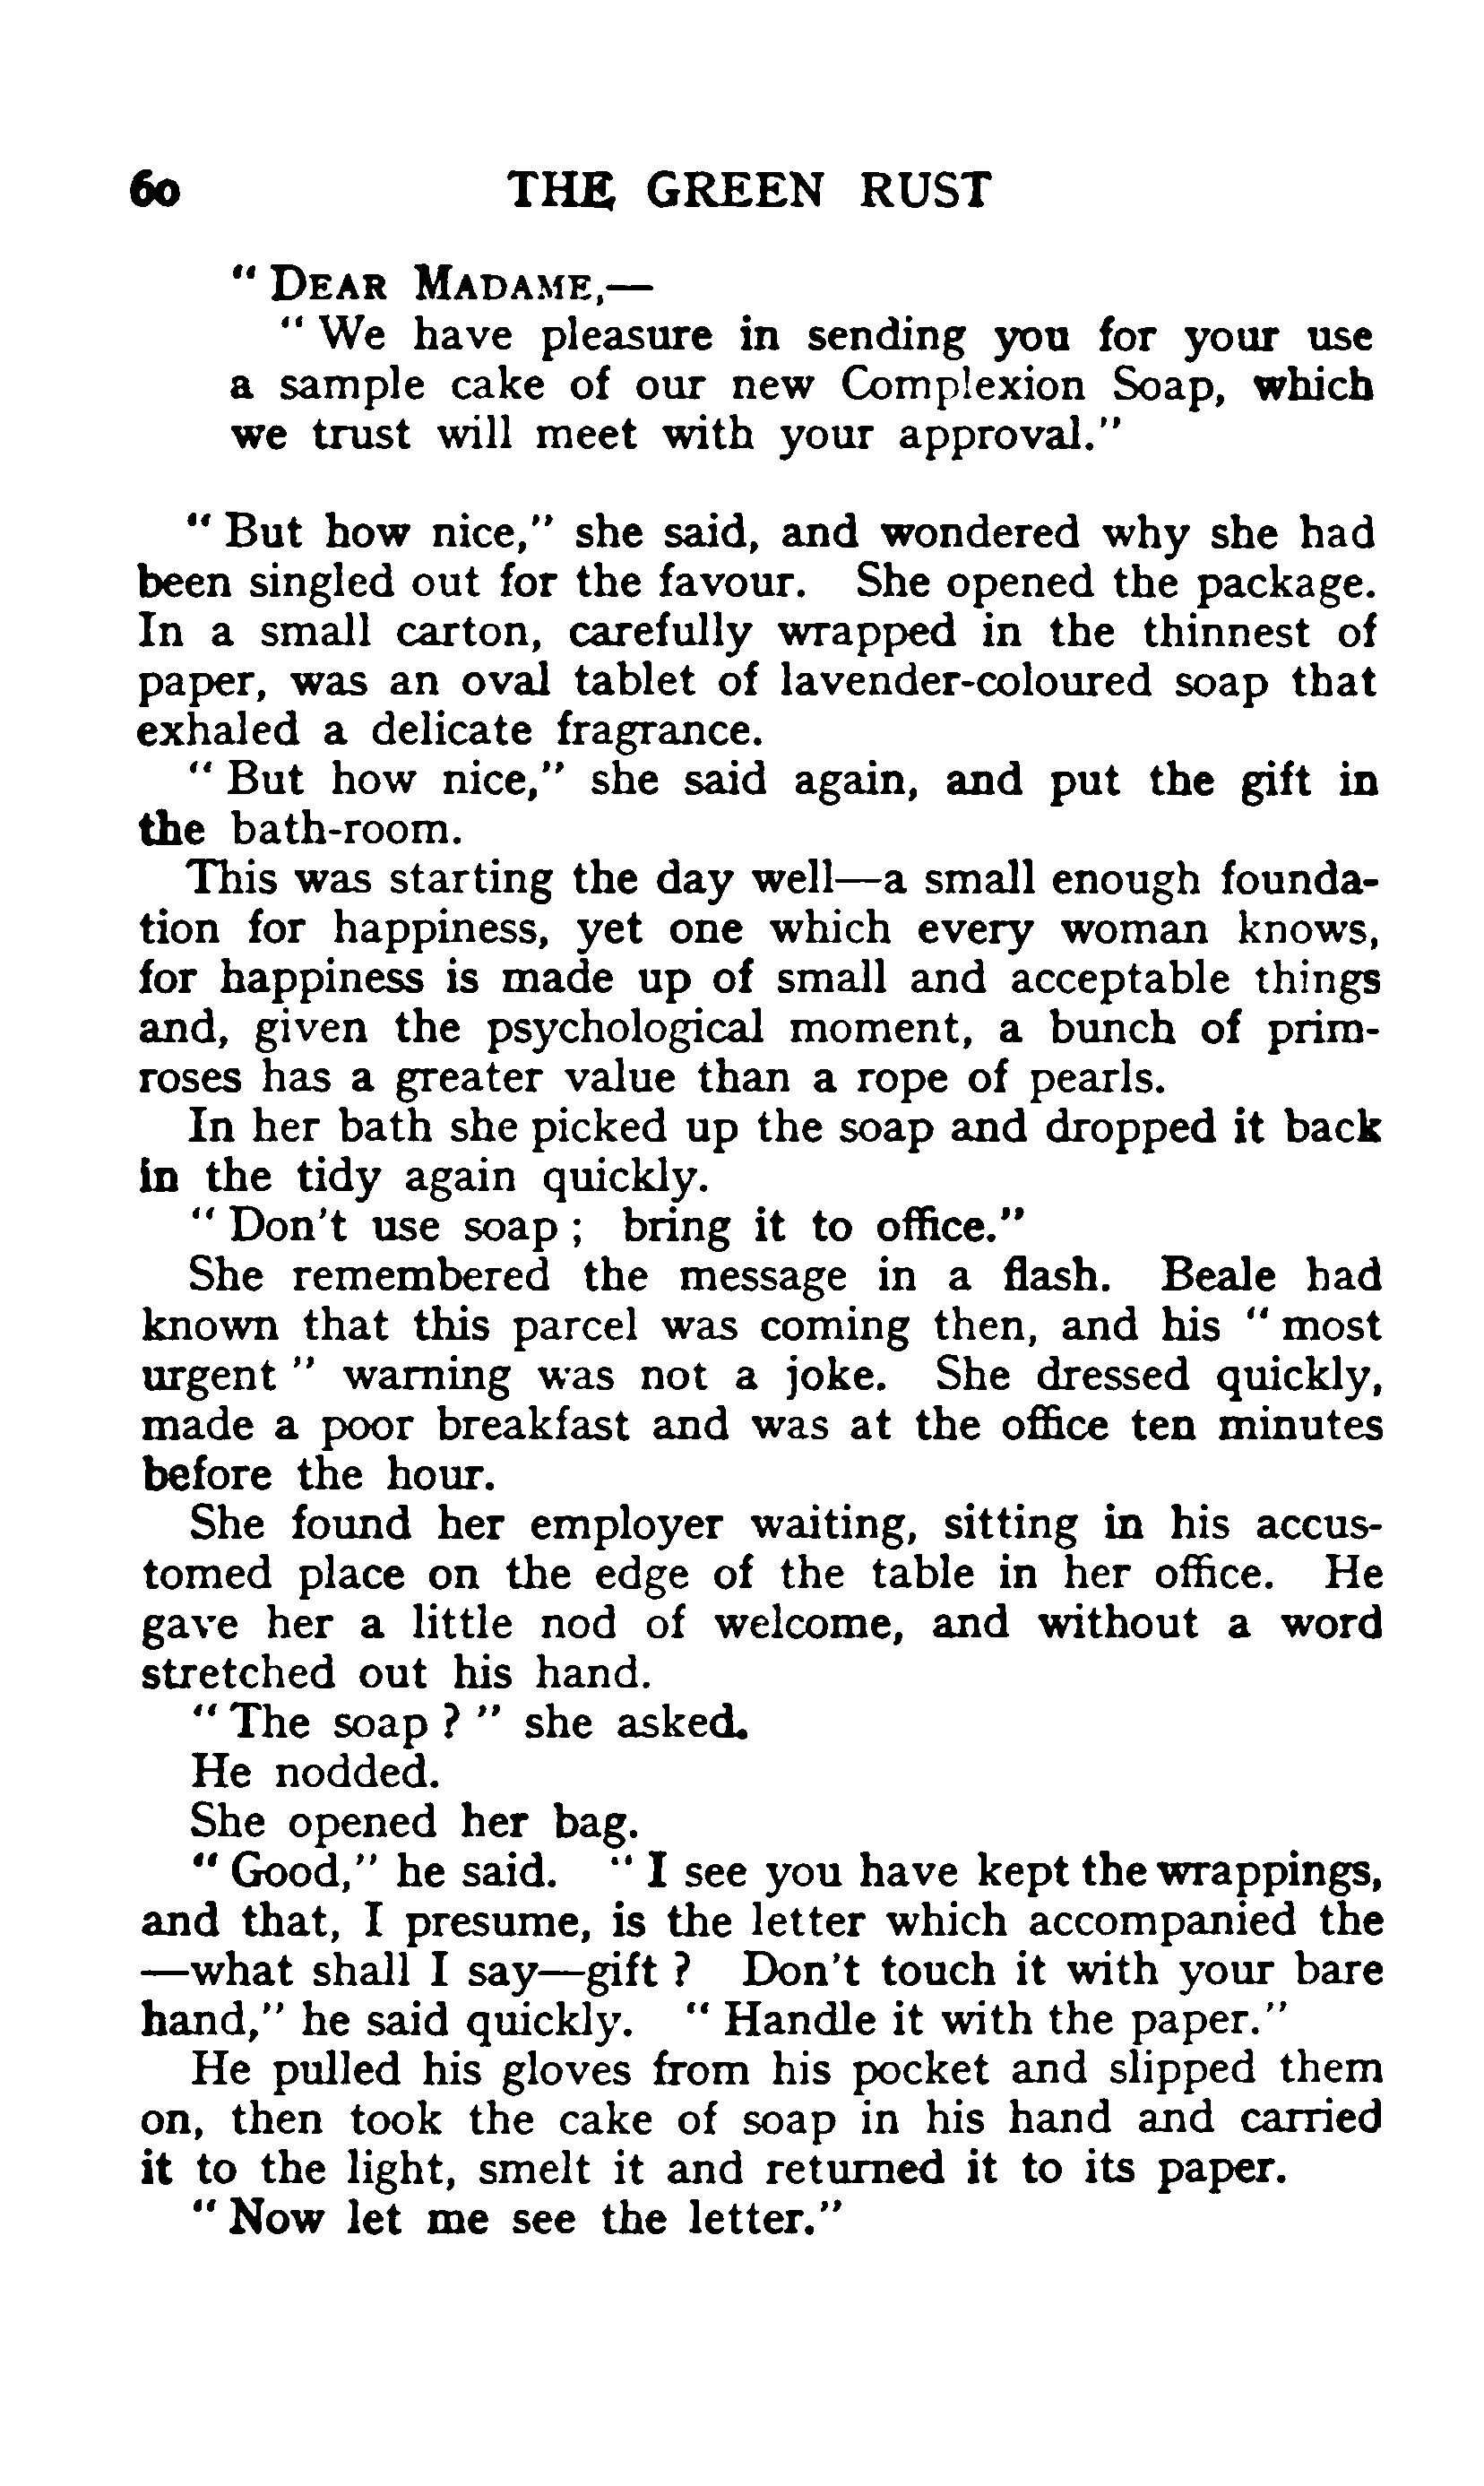 60 THE GREEN RUST
" DEAR MADAME,—
" We have pleasure in sending you for your use
a sample cake of our new Complexion Soap, which
we trust will meet with your approval."
" But how nice," she said, and wondered why she had
been singled out for the favour. She opened the package.
In a small carton, carefully wrapped in the thinnest of
paper, was an oval tablet of lavender-coloured soap that
exhaled a delicate fragrance.
" But how nice," she said again, and put the gift in
the bath-room.
This was starting the day well—a small enough founda-
tion for happiness, yet one which every woman knows,
for happiness is made up of small and acceptable things
and, given the psychological moment, a bunch of prim-
roses has a greater value than a rope of pearls.
In her bath she picked up the soap and dropped it back
in the tidy again quickly.
" Don't use soap ; bring it to office."
She remembered the message in a flash. Beale had
known that this parcel was coming then, and his " most
urgent " warning was not a joke. She dressed quickly,
made a poor breakfast and was at the office ten minutes
before the hour.
She found her employer waiting, sitting in his accus-
tomed place on the edge of the table in her office. He
gave her a little nod of welcome, and without a word
stretched out his hand.
" The soap ? " she asked.
He nodded.
She opened her bag.
" Good," he said. " I see you have kept the wrappings,
and that, I presume, is the letter which accompanied the
—what shall I say—gift ? Don't touch it with your bare
hand," he said quickly. " Handle it with the paper."
He pulled his gloves from his pocket and slipped them
on, then took the cake of soap in his hand and carried
it to the light, smelt it and returned it to its paper.
" Now let me see the letter."